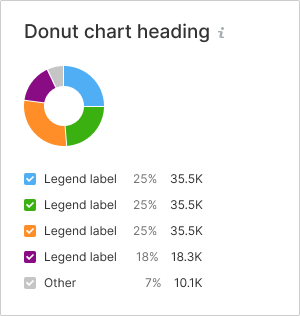 Donut chart heading i
Legend label 25% 35.5K
Legend label 25% 35.5K
Legend label 25% 35.5K
Legend label 18% 18.3K
Other 7% 10.1K